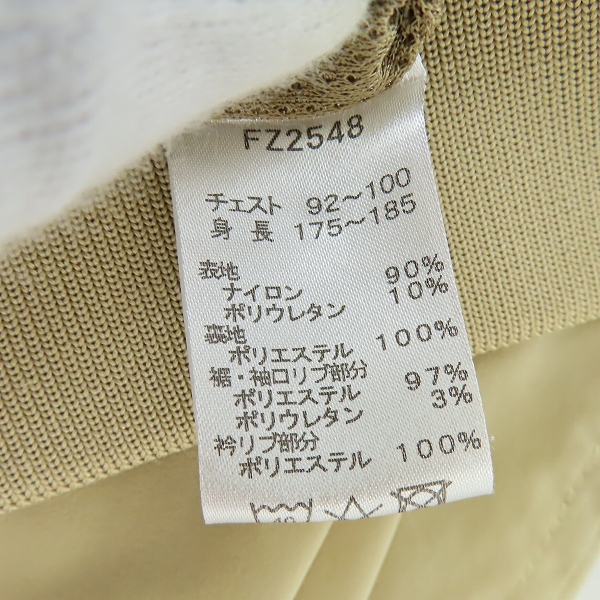 FZ2548
チェスト 92～100
身長 175～185
表地
ナイロン 90%
ポリウレタン 10%
裏地
ポリエステル 100%
裾・袖口リブ部分
ポリエステル 97%
ポリウレタン 3%
衿リブ部分
ポリエステル 100%